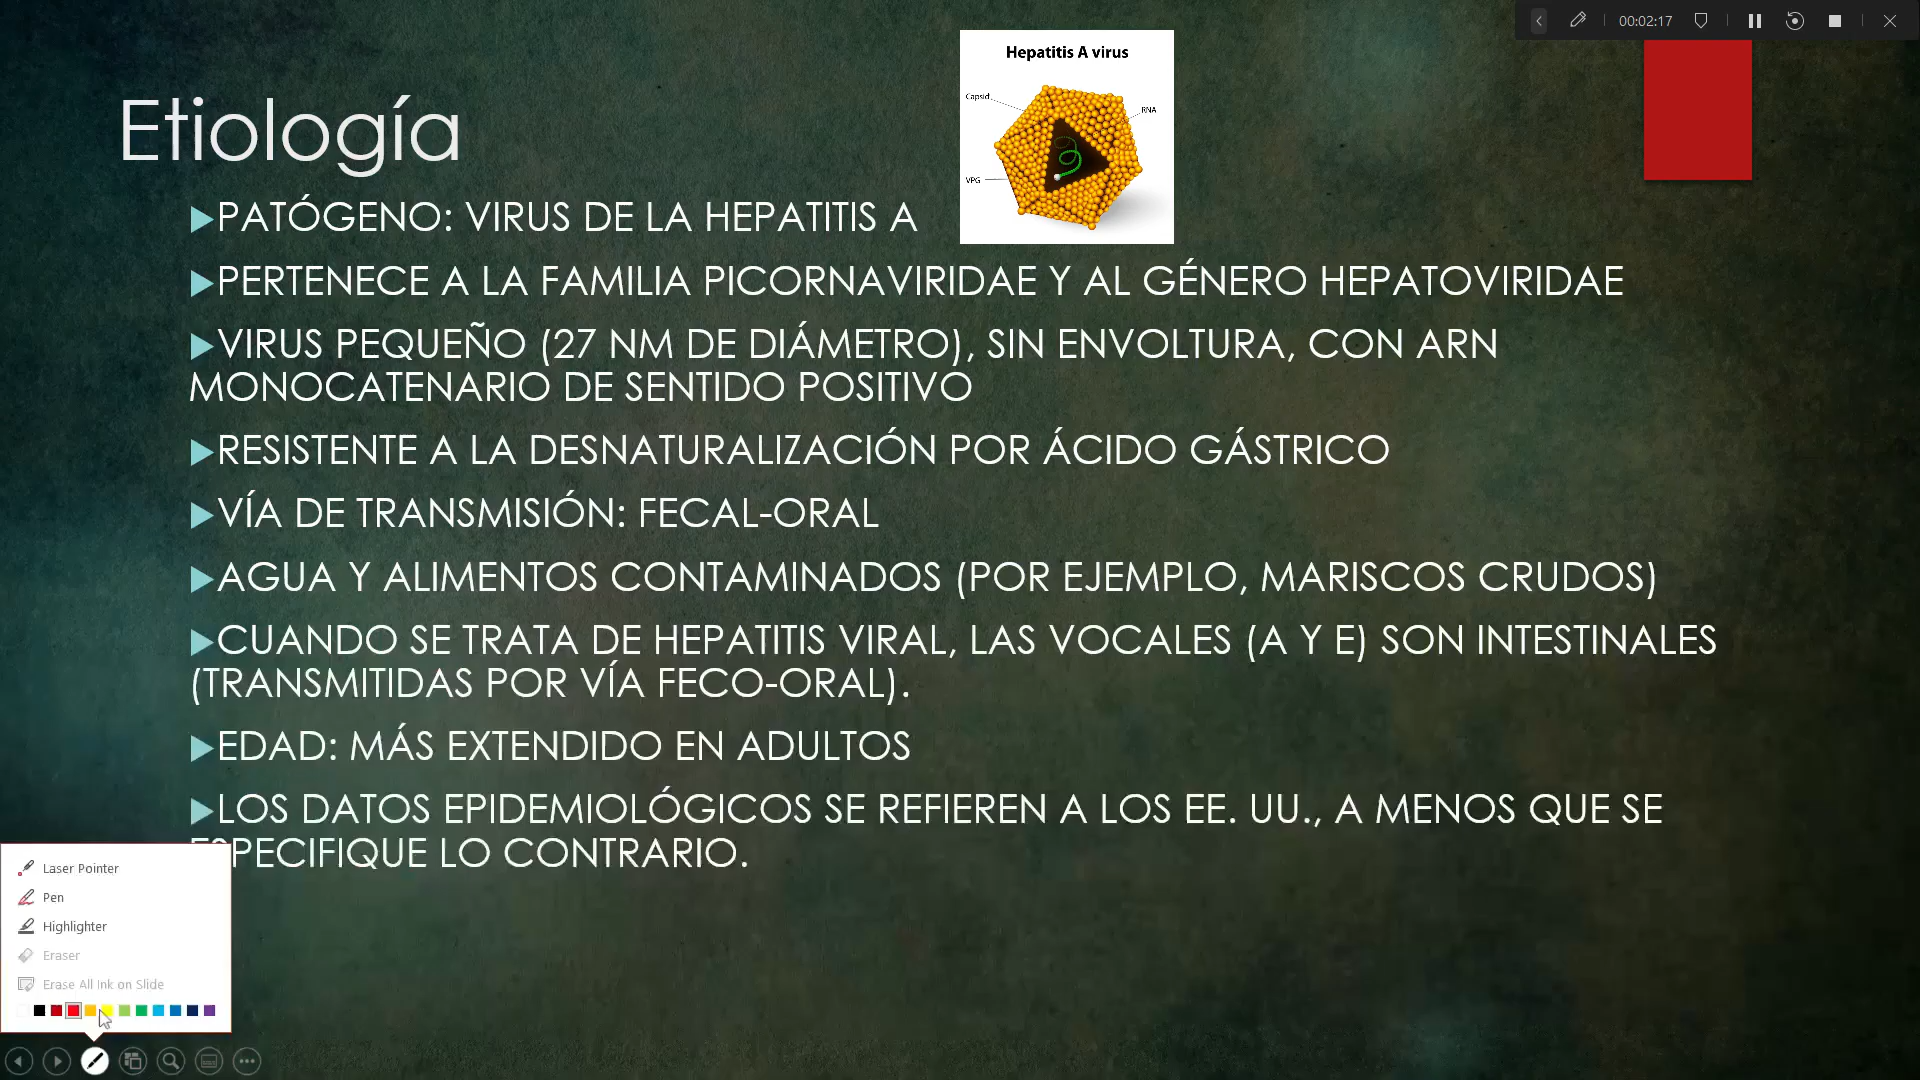 00:02:17
Hepatitis A virus
Capsid
RNA
VPG
Etiología
PATÓGENO: VIRUS DE LA HEPATITIS A
PERTENECE A LA FAMILIA PICORNAVIRIDAE Y AL GÉNERO HEPATOVIRIDAE
VIRUS PEQUEÑO (27 NM DE DIÁMETRO), SIN ENVOLTURA, CON ARN
MONOCATENARIO DE SENTIDO POSITIVO
RESISTENTE A LA DESNATURALIZACIÓN POR ÁCIDO GÁSTRICO
VÍA DE TRANSMISIÓN: FECAL-ORAL
AGUA Y ALIMENTOS CONTAMINADOS (POR EJEMPLO, MARISCOS CRUDOS)
CUANDO SE TRATA DE HEPATITIS VIRAL, LAS VOCALES (A Y E) SON INTESTINALES
(TRANSMITIDAS POR VÍA FECO-ORAL).
EDAD: MÁS EXTENDIDO EN ADULTOS
LOS DATOS EPIDEMIOLÓGICOS SE REFIEREN A LOS EE. UU., A MENOS QUE SE
ESPECIFIQUE LO CONTRARIO.
Laser Pointer
Pen
Highlighter
Eraser
Erase All Ink on Slide